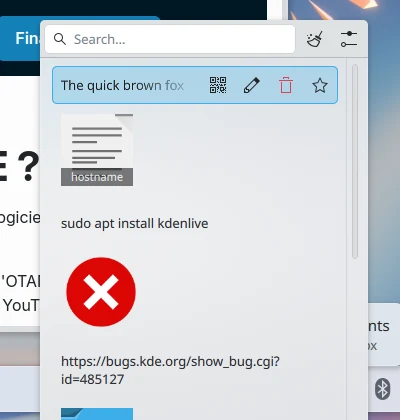 Fin
Search...
The quick brown fox
E ?
hostname
ogicie
sudo apt install kdenlive
'OTA
YouT
nts
ox
https://bugs.kde.org/show_bug.cgi?
id=485127